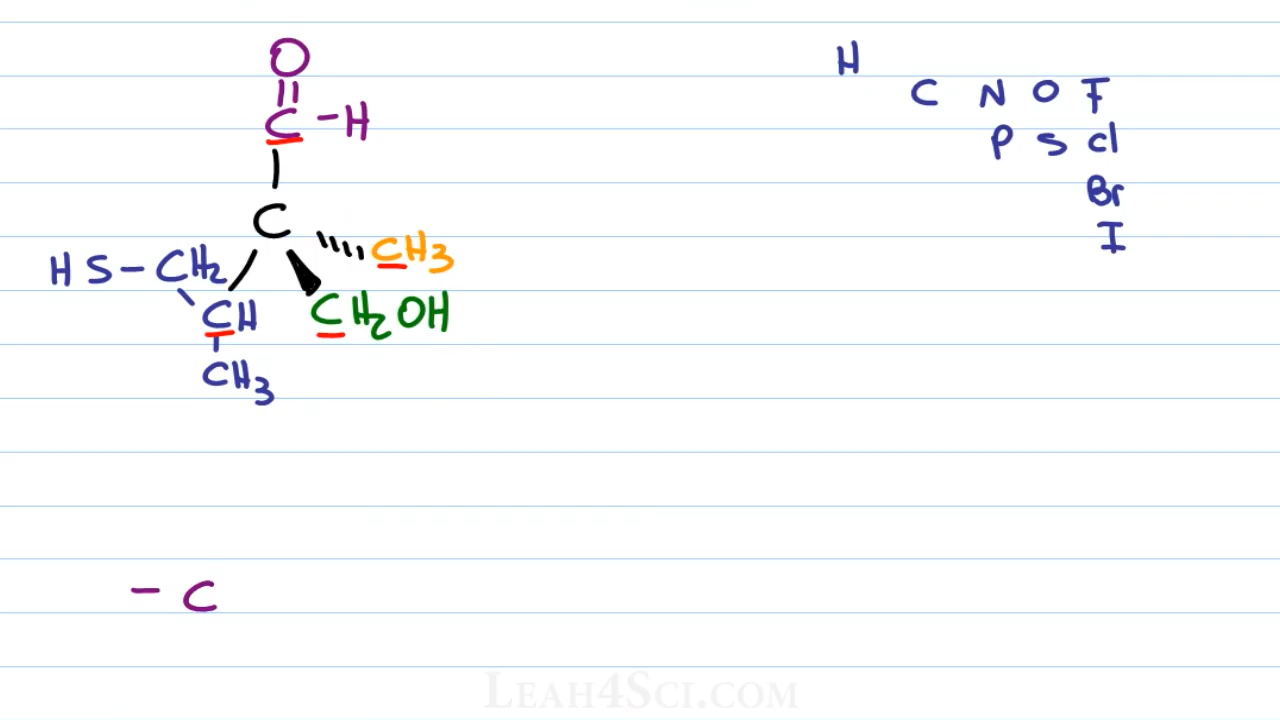 O
H
C N O F
C-H
P S Cl
Br
C
I
CH3
HS-CH2
CH CH2OH
CH3
- C
LEAH4SCI.COM